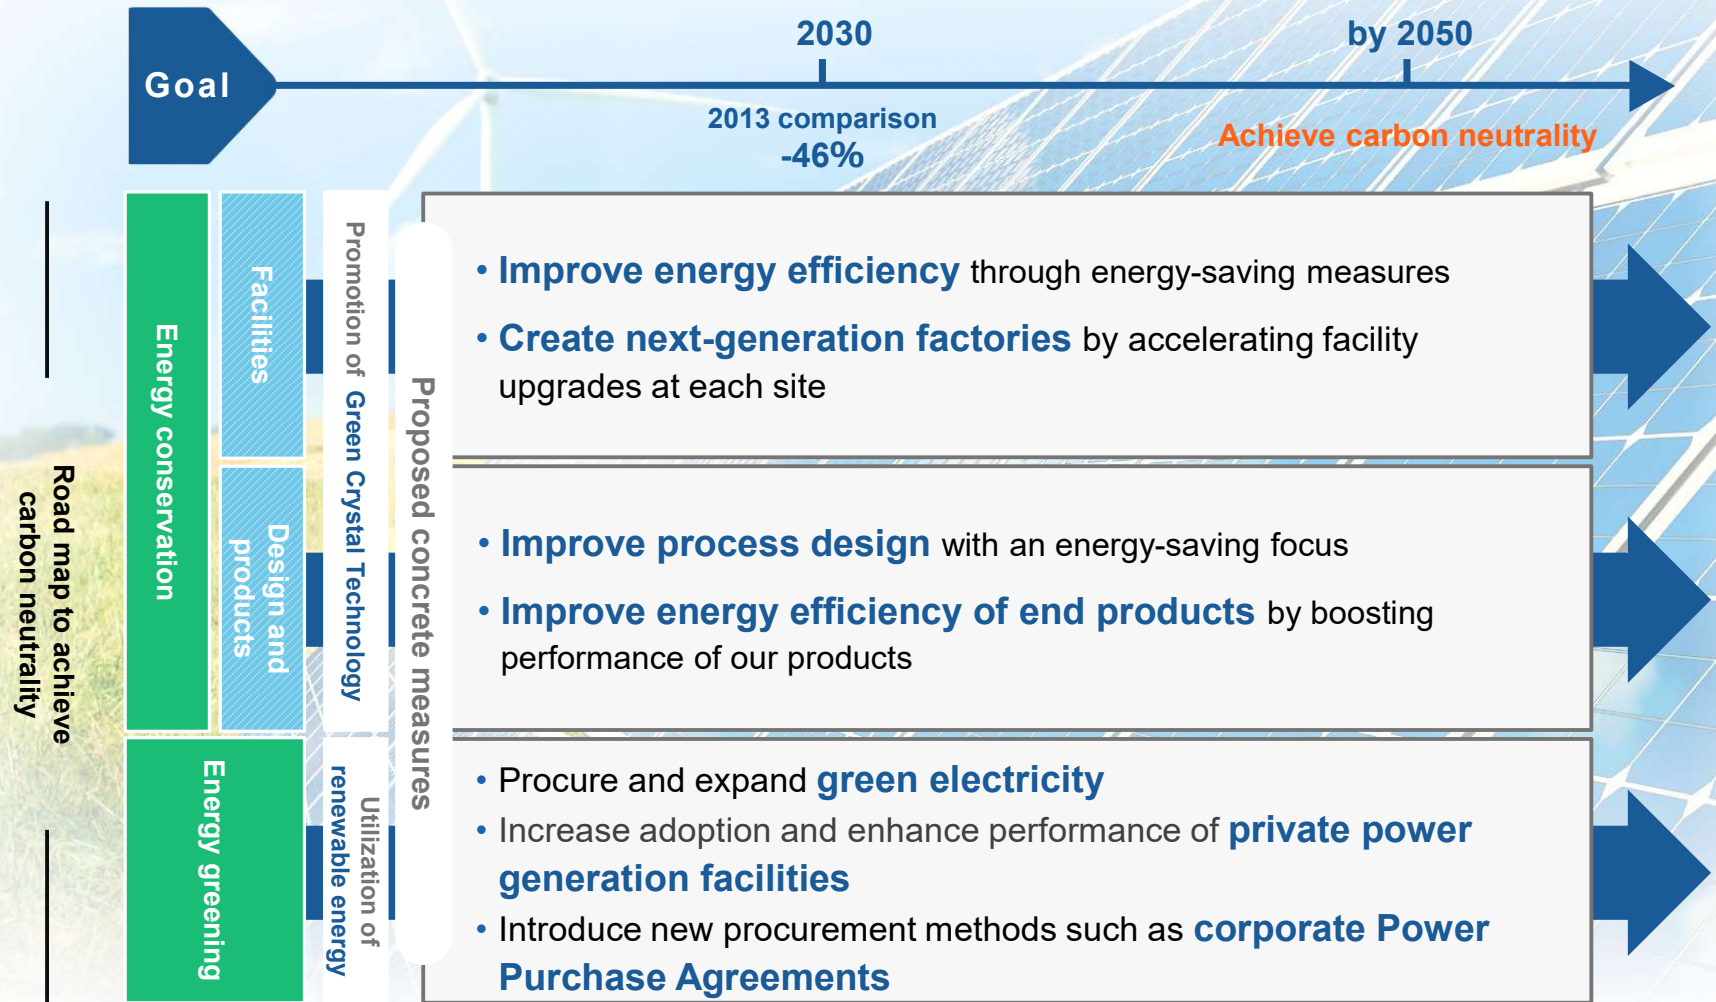 Goal
2030
by 2050
2013 comparison
-46%
Achieve carbon neutrality
Road map to achieve
carbon neutrality
Energy conservation
Facilities
Design and
products
Promotion of Green Crystal Technology
Proposed concrete measures
• Improve energy efficiency through energy-saving measures
• Create next-generation factories by accelerating facility
upgrades at each site
• Improve process design with an energy-saving focus
• Improve energy efficiency of end products by boosting
performance of our products
Energy greening
Utilization of
renewable energy
• Procure and expand green electricity
• Increase adoption and enhance performance of private power
generation facilities
• Introduce new procurement methods such as corporate Power
Purchase Agreements